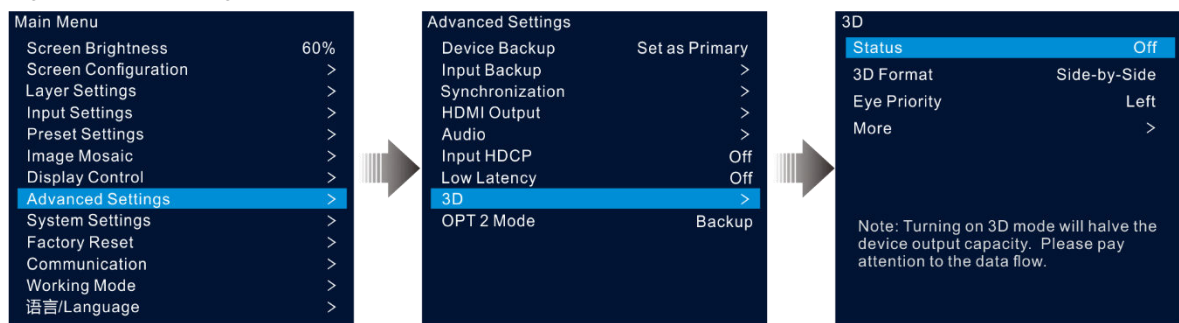 Main Menu
Screen Brightness 60%
Screen Configuration >
Layer Settings >
Input Settings >
Preset Settings >
Image Mosaic >
Display Control >
Advanced Settings >
System Settings >
Factory Reset >
Communication >
Working Mode >
语言/Language >
Advanced Settings
Device Backup Set as Primary
Input Backup >
Synchronization >
HDMI Output >
Audio >
Input HDCP Off
Low Latency Off
3D >
OPT 2 Mode Backup
3D
Status Off
3D Format Side-by-Side
Eye Priority Left
More >
Note: Turning on 3D mode will halve the
device output capacity. Please pay
attention to the data flow.